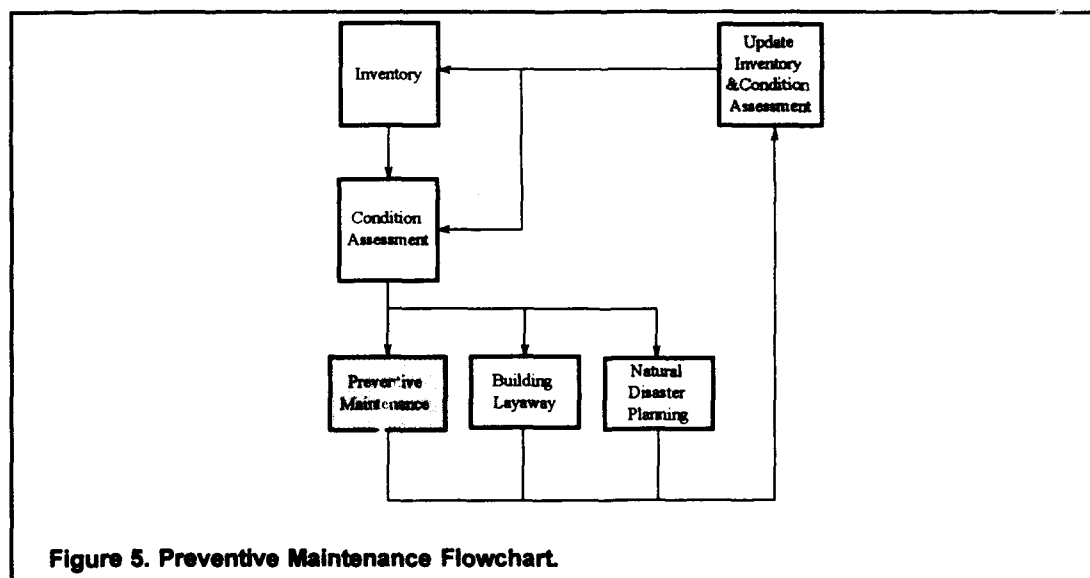 Inventory
Update
Inventory
&Condition
Assessment
Condition
Assessment
Preventive
Maintenance
Building
Layaway
Natural
Disaster
Planning
Figure 5. Preventive Maintenance Flowchart.